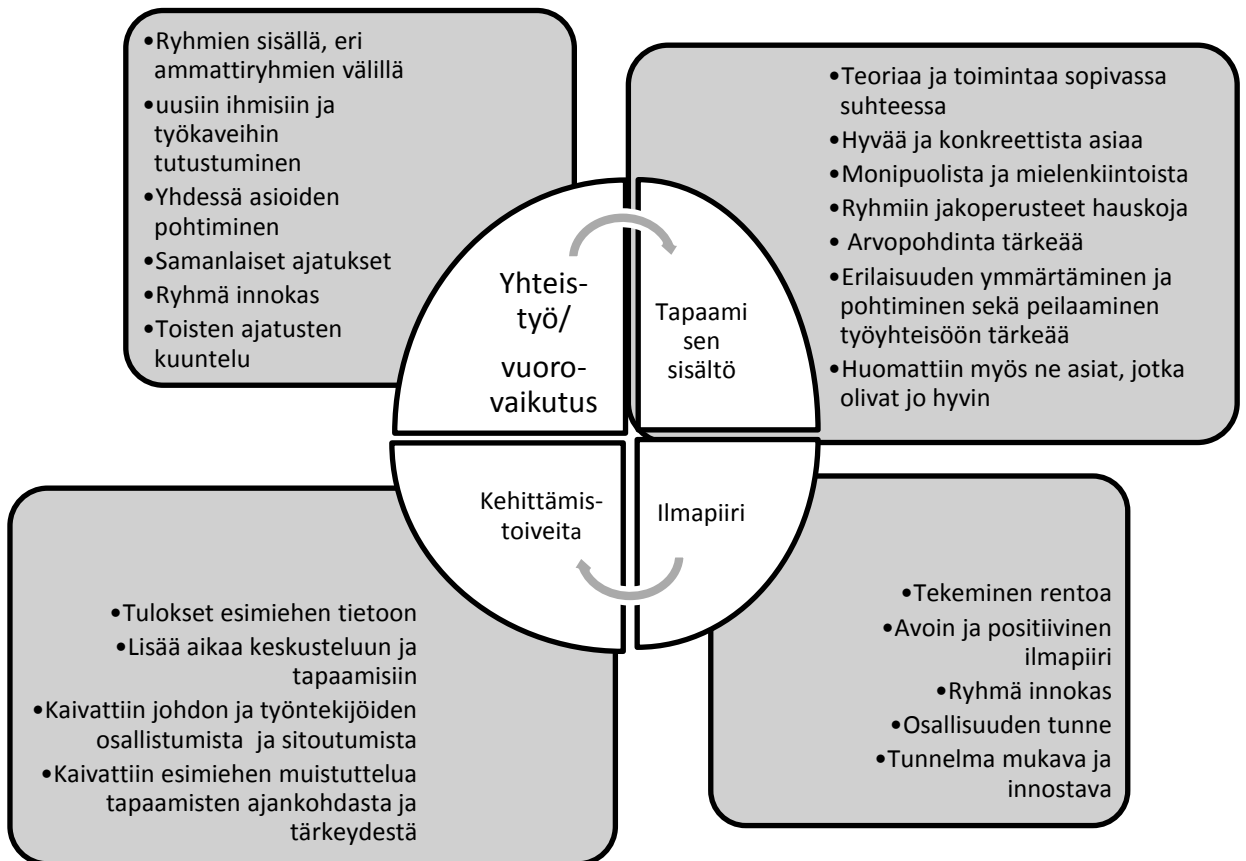 •Ryhmien sisällä, eri
ammattiryhmien välillä
•uusiin ihmisiin ja
työkaveihin
tutustuminen
•Yhdessä asioiden
pohtiminen
•Samanlaiset ajatukset
•Ryhmä innokas
•Toisten ajatusten
kuuntelu
•Teoriaa ja toimintaa sopivassa
suhteessa
•Hyvää ja konkreettista asiaa
•Monipuolista ja mielenkiintoista
•Ryhmiin jakoperusteet hauskoja
• Arvopohdinta tärkeää
•Erilaisuuden ymmärtäminen ja
pohtiminen sekä peilaaminen
työyhteisöön tärkeää
•Huomattiin myös ne asiat, jotka
olivat jo hyvin
Yhteis-
työ/
vuoro-
vaikutus
Tapaami
sen
sisältö
Kehittämis-
toiveita
Ilmapiiri
•Tulokset esimiehen tietoon
•Lisää aikaa keskusteluun ja
tapaamisiin
•Kaivattiin johdon ja työntekijöiden
osallistumista ja sitoutumista
•Kaivattiin esimiehen muistuttelua
tapaamisten ajankohdasta ja
tärkeydestä
•Tekeminen rentoa
•Avoin ja positiivinen
ilmapiiri
•Ryhmä innokas
•Osallisuuden tunne
•Tunnelma mukava ja
innostava